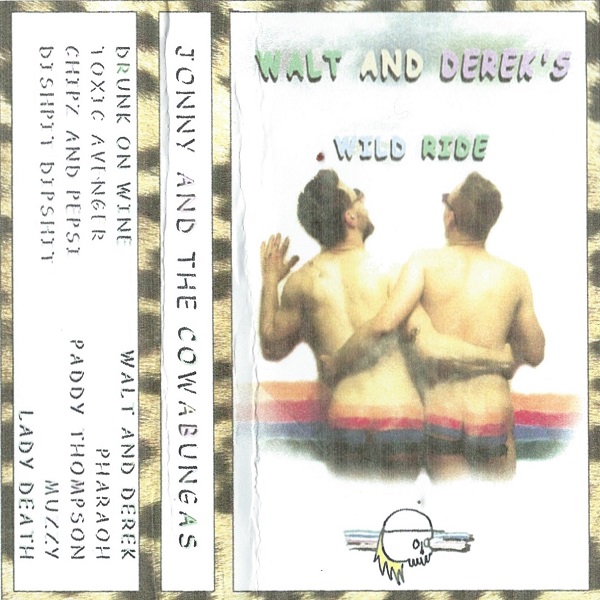 WALT AND DEREK'S
WILD RIDE
JONNY AND THE COWABUNGAS
DRUNK ON WINE
TOXIC AVENGER
CHIPZ AND PEPSI
DISHPIT DIPSHIT
WALT AND DEREK
PHARAOH
PADDY THOMPSON
MUZZY
LADY DEATH